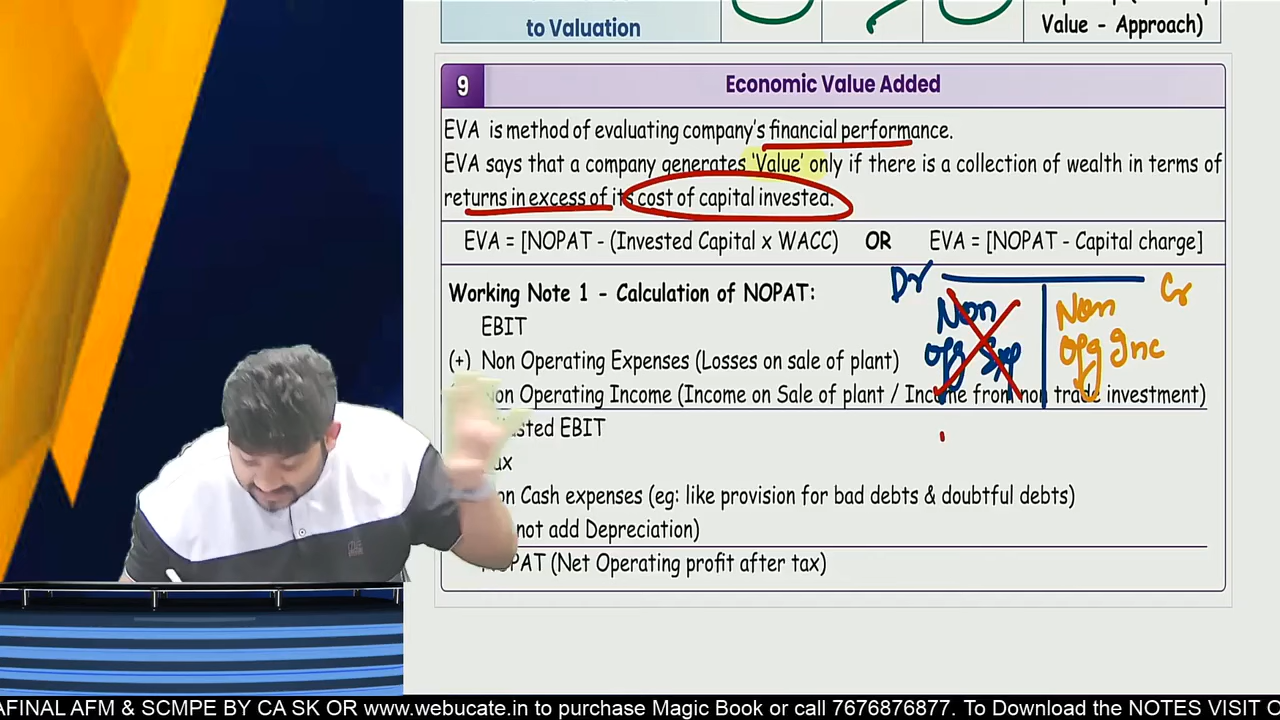 to Valuation
Value - Approach)
9 Economic Value Added
EVA is method of evaluating company's financial performance.
EVA says that a company generates 'Value' only if there is a collection of wealth in terms of
returns in excess of its cost of capital invested.
EVA = [NOPAT - (Invested Capital x WACC) OR EVA = [NOPAT - Capital charge]
Dr Cr
Working Note 1 - Calculation of NOPAT:
Non Non
EBIT
Opg Exp Opg Inc
(+) Non Operating Expenses (Losses on sale of plant)
Non Operating Income (Income on Sale of plant / Income from non trade investment)
EBIT
Cash expenses (eg: like provision for bad debts & doubtful debts)
not add Depreciation)
NOPAT (Net Operating profit after tax)
AFINAL AFM & SCMPE BY CA SK OR www.webucate.in to purchase Magic Book or call 7676876877. To Download the NOTES VISIT